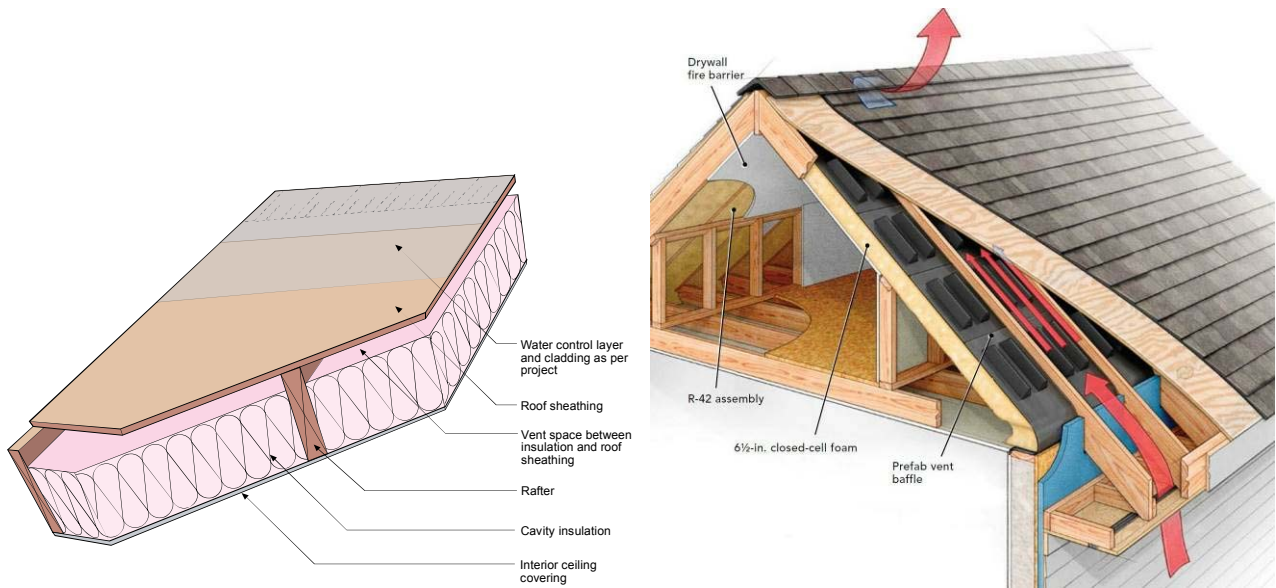 Water control layer
and cladding as per
project
Roof sheathing
Vent space between
insulation and roof
sheathing
Rafter
Cavity insulation
Interior ceiling
covering
Drywall
fire barrier
R-42 assembly
6½-in. closed-cell foam
Prefab vent
baffle